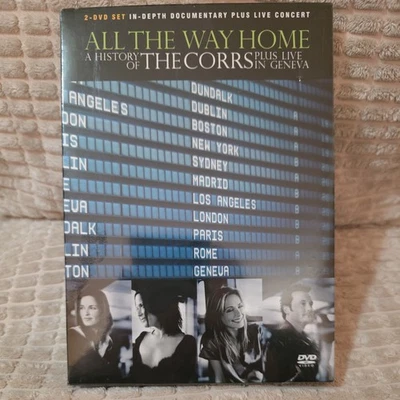 2-DVD SET IN-DEPTH DOCUMENTARY PLUS LIVE CONCERT
ALL THE WAY HOME
A HISTORY OF THE CORRS PLUS LIVE IN GENEVA
DUNDALK
ANGELES DUBLIN A
DON BOSTON A
IS NEW YORK
LIN SYDNEY
E MADRID
EVA LOS ANGELES
DALK LONDON
LIN PARIS
TON ROME
GENEVA
DVD
VIDEO